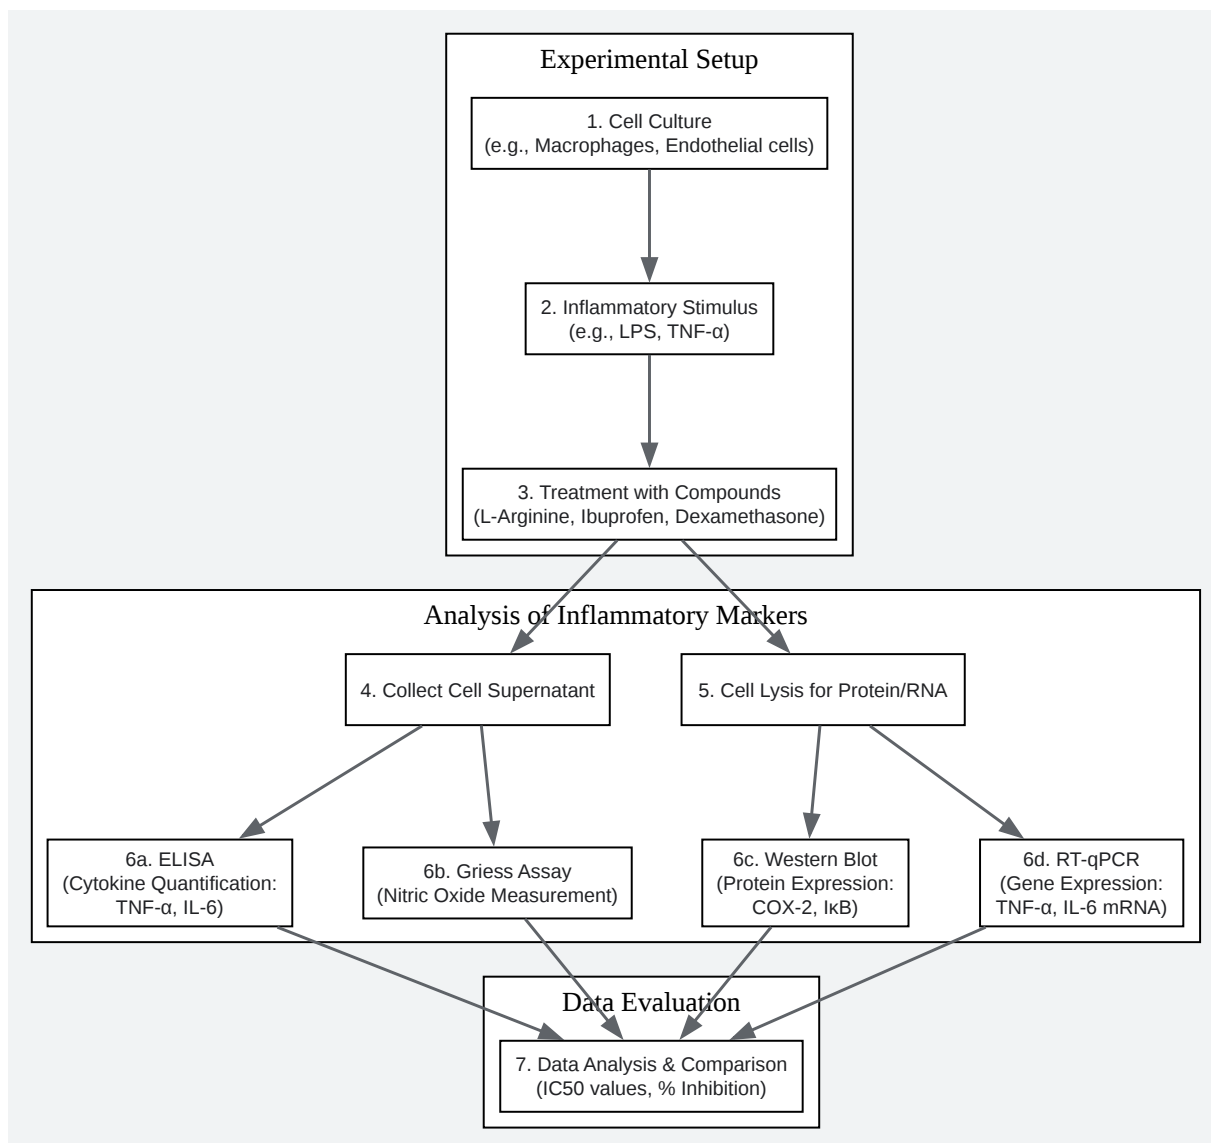 Experimental Setup
1. Cell Culture
(e.g., Macrophages, Endothelial cells)
2. Inflammatory Stimulus
(e.g., LPS, TNF-α)
3. Treatment with Compounds
(L-Arginine, Ibuprofen, Dexamethasone)
Analysis of Inflammatory Markers
4. Collect Cell Supernatant
5. Cell Lysis for Protein/RNA
6a. ELISA
(Cytokine Quantification:
TNF-α, IL-6)
6b. Griess Assay
(Nitric Oxide Measurement)
6c. Western Blot
(Protein Expression:
COX-2, IκB)
6d. RT-qPCR
(Gene Expression:
TNF-α, IL-6 mRNA)
Data Evaluation
7. Data Analysis & Comparison
(IC50 values, % Inhibition)